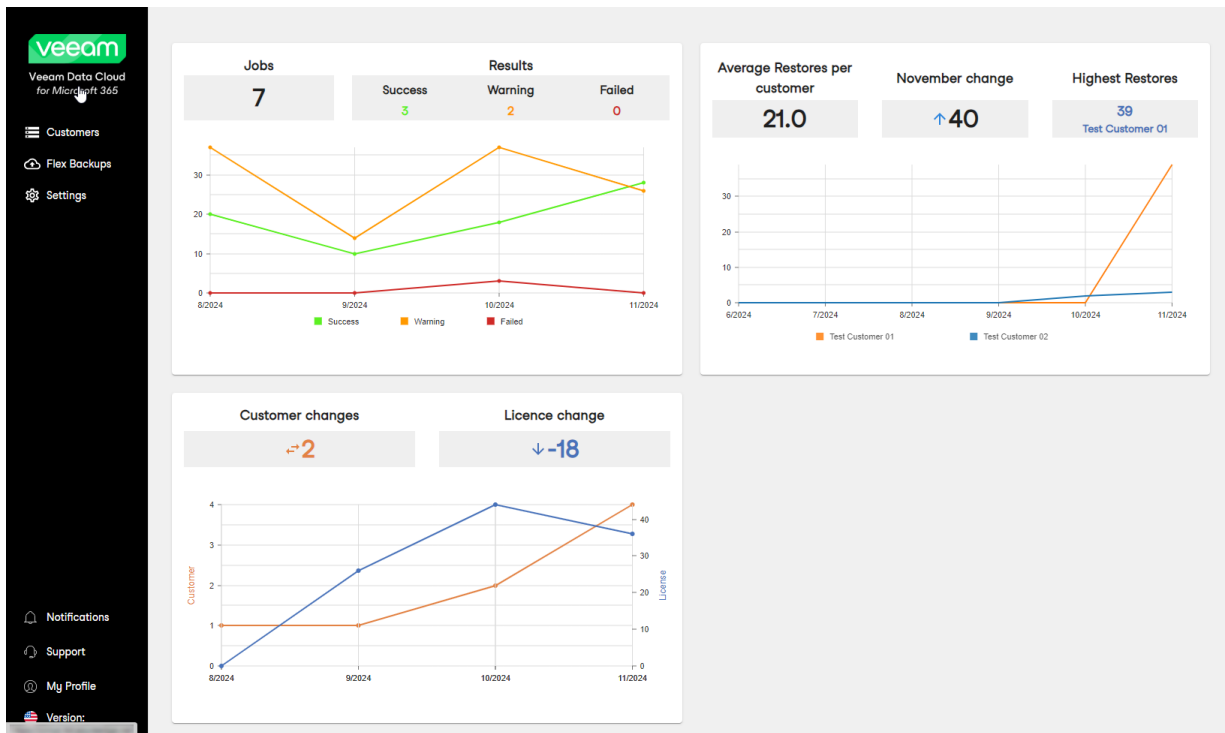 veeam
Veeam Data Cloud
for Microsoft 365
Customers
Flex Backups
Settings
Notifications
Support
My Profile
Version:
Jobs
7
Results
Success
Warning
Failed
3
2
0
30
20
10
0
8/2024
9/2024
10/2024
11/2024
Success
Warning
Failed
Average Restores per
customer
21.0
November change
↑40
Highest Restores
39
Test Customer 01
30
20
10
0
6/2024
7/2024
8/2024
9/2024
10/2024
11/2024
Test Customer 01
Test Customer 02
Customer changes
2
Licence change
↓-18
4
3
2
1
0
Customer
40
30
20
10
0
License
8/2024
9/2024
10/2024
11/2024